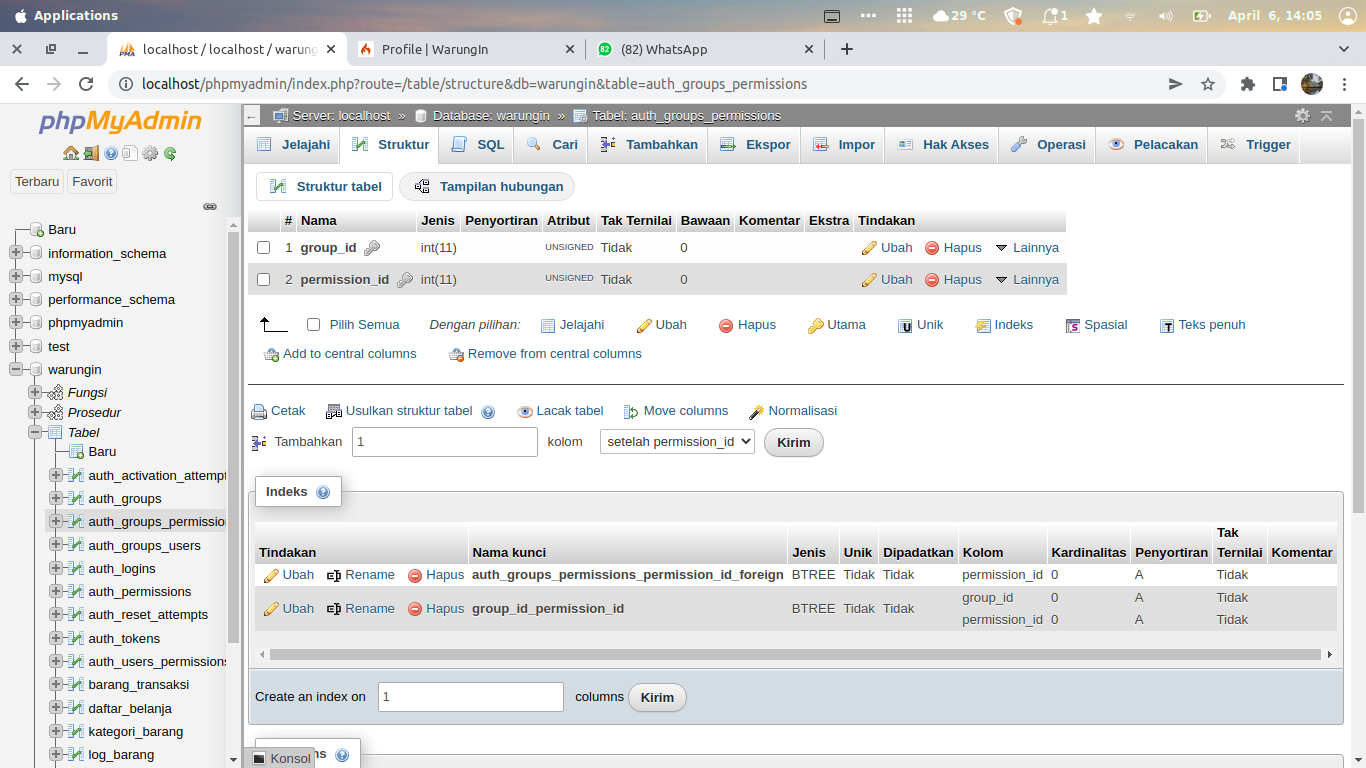 Applications
29 °C
1
April 6, 14:05
localhost / localhost / warung
Profile | WarungIn
82
(82) WhatsApp
localhost/phpmyadmin/index.php?route=/table/structure&db=warungin&table=auth_groups_permissions
phpMyAdmin
Terbaru
Favorit
Baru
information_schema
mysql
performance_schema
phpmyadmin
test
warungin
Fungsi
Prosedur
Tabel
Baru
auth_activation_attempt
auth_groups
auth_groups_permission
auth_groups_users
auth_logins
auth_permissions
auth_reset_attempts
auth_tokens
auth_users_permissions
barang_transaksi
daftar_belanja
kategori_barang
log_barang
Server: localhost » Database: warungin » Tabel: auth_groups_permissions
Jelajahi Struktur SQL Cari Tambahkan Ekspor Impor Hak Akses Operasi Pelacakan Trigger
Struktur tabel Tampilan hubungan
# Nama Jenis Penyortiran Atribut Tak Ternilai Bawaan Komentar Ekstra Tindakan
1 group_id int(11) UNSIGNED Tidak 0 Ubah Hapus Lainnya
2 permission_id int(11) UNSIGNED Tidak 0 Ubah Hapus Lainnya
Pilih Semua Dengan pilihan: Jelajahi Ubah Hapus Utama Unik Indeks Spasial Teks penuh
Add to central columns Remove from central columns
Cetak Usulkan struktur tabel Lacak tabel Move columns Normalisasi
Tambahkan 1 kolom setelah permission_id Kirim
Indeks
Tindakan Nama kunci Jenis Unik Dipadatkan Kolom Kardinalitas Penyortiran Tak Ternilai Komentar
Ubah Rename Hapus auth_groups_permissions_permission_id_foreign BTREE Tidak Tidak permission_id 0 A Tidak
Ubah Rename Hapus group_id_permission_id BTREE Tidak Tidak group_id 0 A Tidak
permission_id 0 A Tidak
Create an index on 1 columns Kirim
Konsol